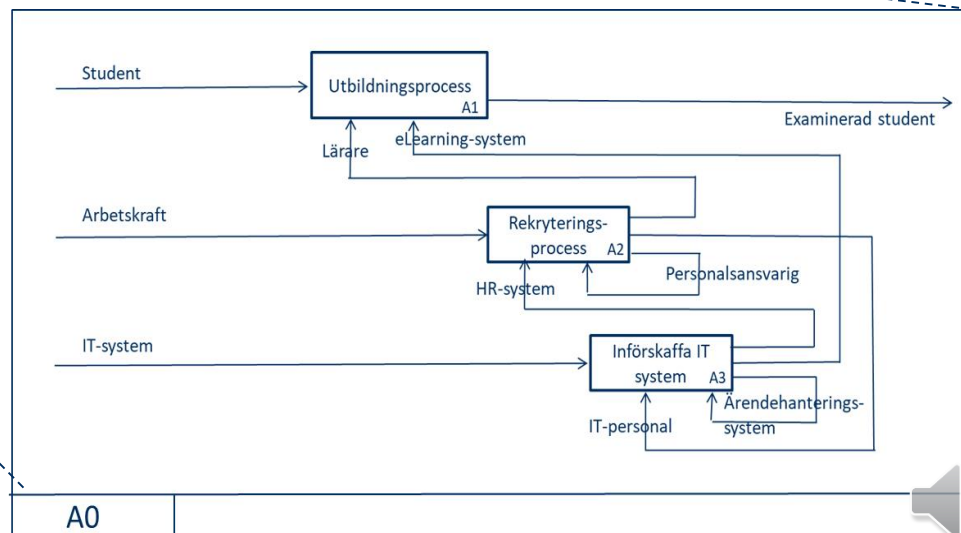 Student
Utbildningsprocess
A1
Examinerad student
Lärare
eLearning-system
Arbetskraft
Rekryterings-
process A2
Personalsansvarig
HR-system
IT-system
Införskaffa IT
system A3
Ärendehanterings-
system
IT-personal
A0